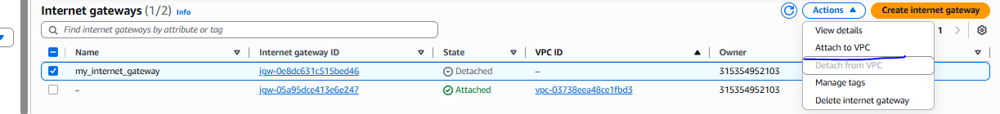 Internet gateways (1/2) Info
Actions
Create internet gateway
Find internet gateways by attribute or tag
1
View details
Attach to VPC
Detach from VPC
Manage tags
Delete internet gateway
Name Internet gateway ID State VPC ID Owner
my_internet_gateway igw-0e8dc631c515bed46 Detached – 315354952103
– igw-05a95dce413e6e247 Attached vpc-03738eea48ce1fbd3 315354952103